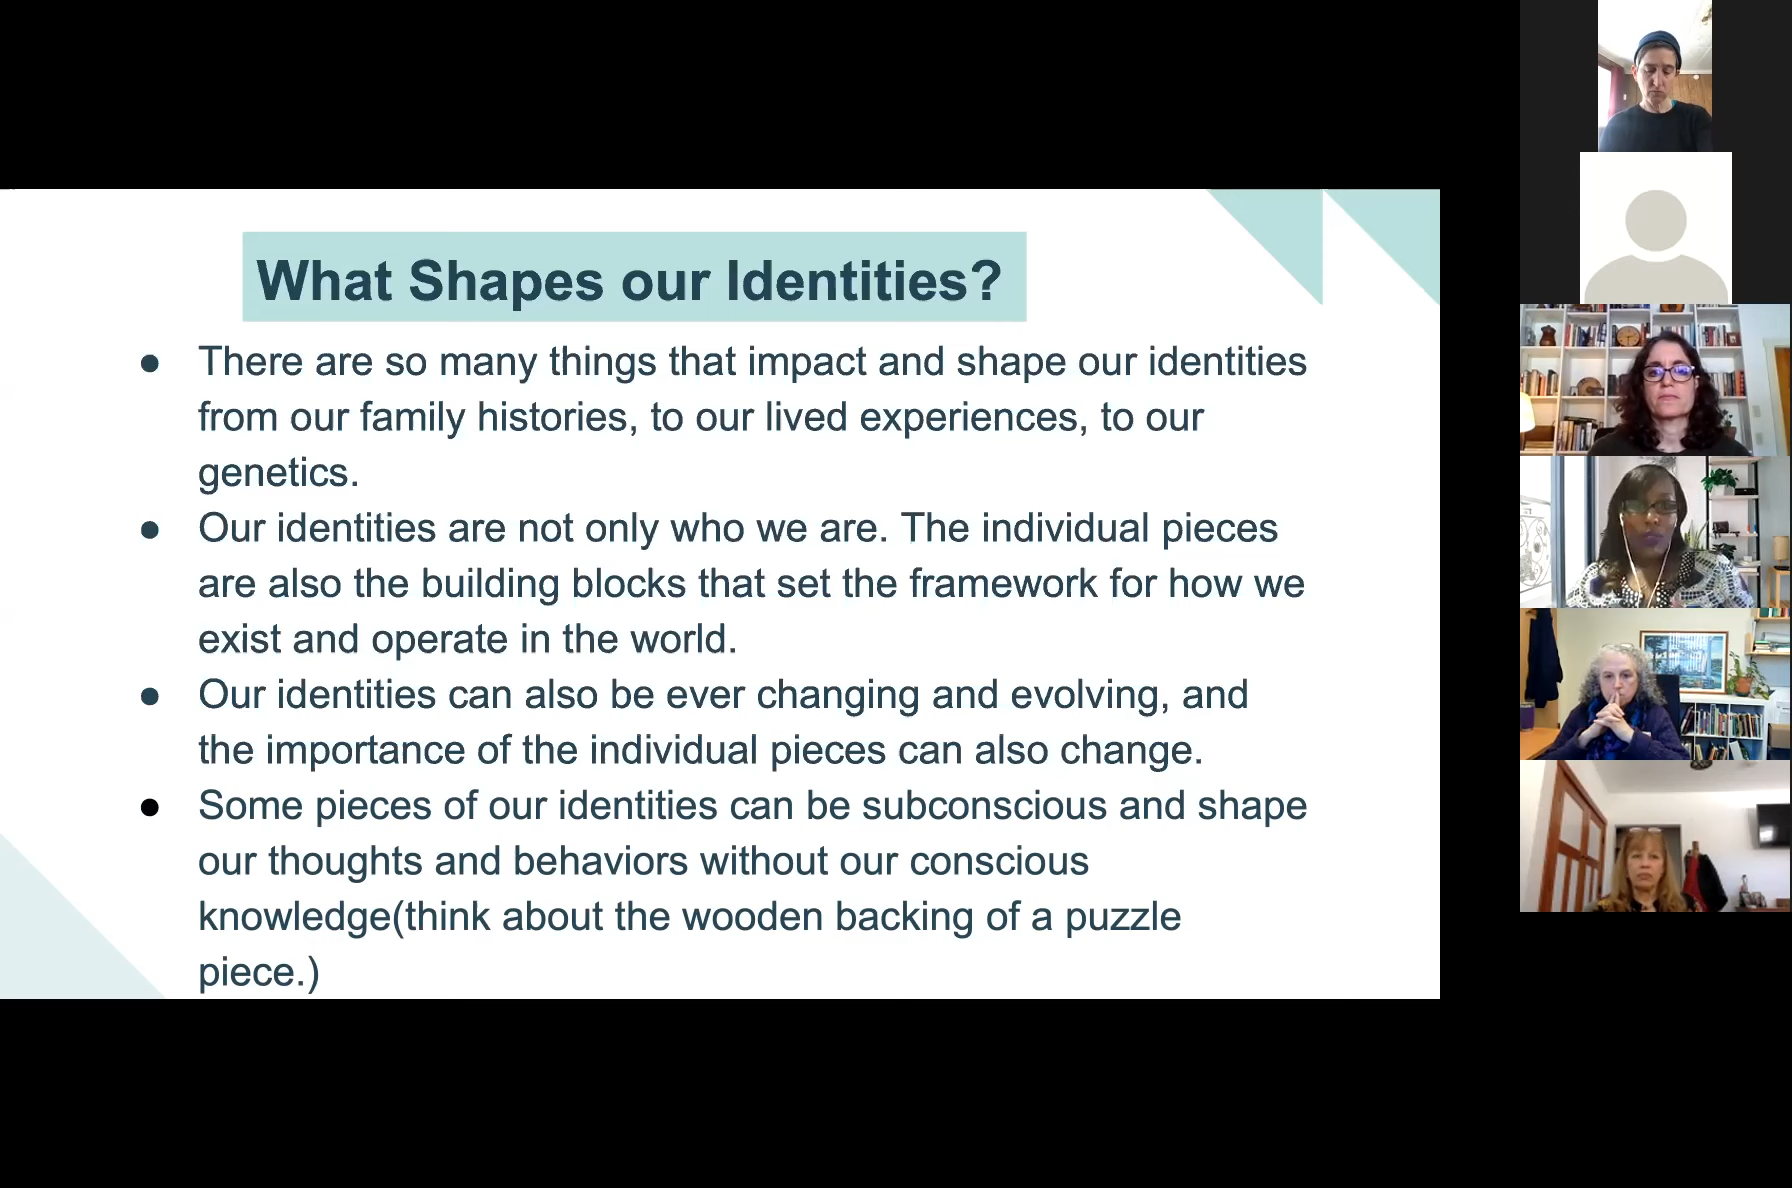 What Shapes our Identities?
● There are so many things that impact and shape our identities
from our family histories, to our lived experiences, to our
genetics.
● Our identities are not only who we are. The individual pieces
are also the building blocks that set the framework for how we
exist and operate in the world.
● Our identities can also be ever changing and evolving, and
the importance of the individual pieces can also change.
● Some pieces of our identities can be subconscious and shape
our thoughts and behaviors without our conscious
knowledge(think about the wooden backing of a puzzle
piece.)